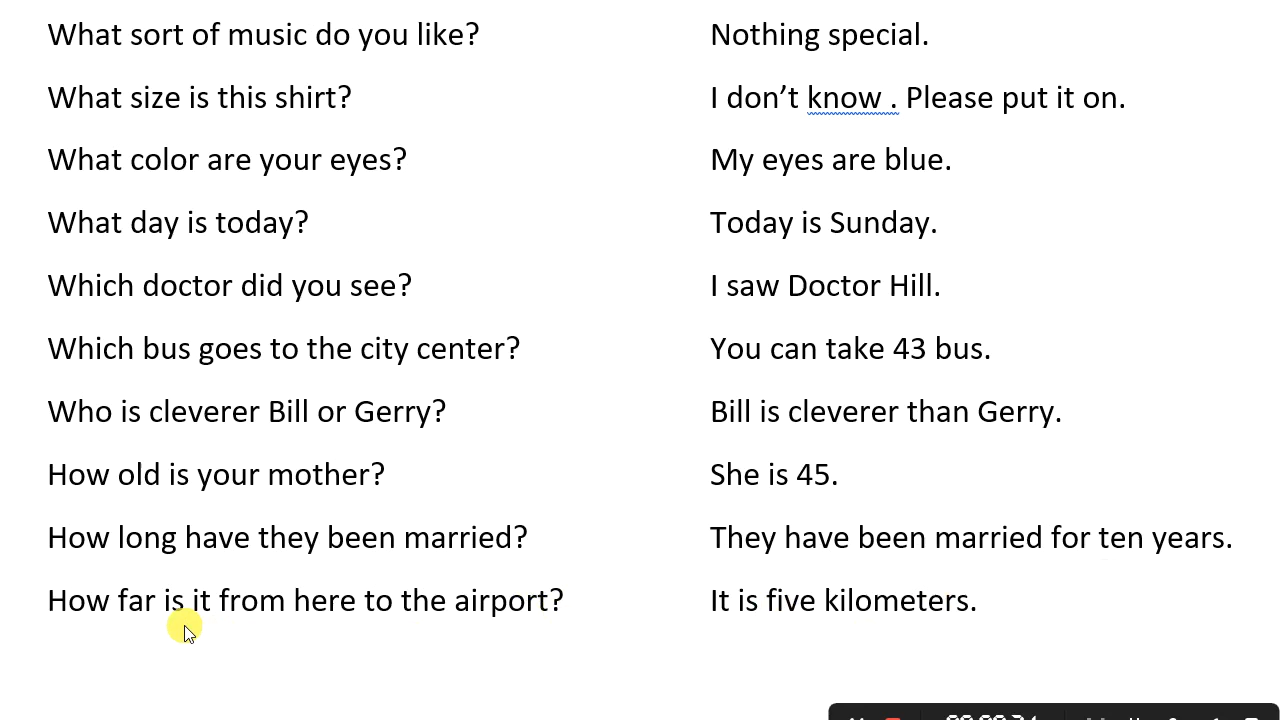 What sort of music do you like? Nothing special.
What size is this shirt? I don’t know . Please put it on.
What color are your eyes? My eyes are blue.
What day is today? Today is Sunday.
Which doctor did you see? I saw Doctor Hill.
Which bus goes to the city center? You can take 43 bus.
Who is cleverer Bill or Gerry? Bill is cleverer than Gerry.
How old is your mother? She is 45.
How long have they been married? They have been married for ten years.
How far is it from here to the airport? It is five kilometers.